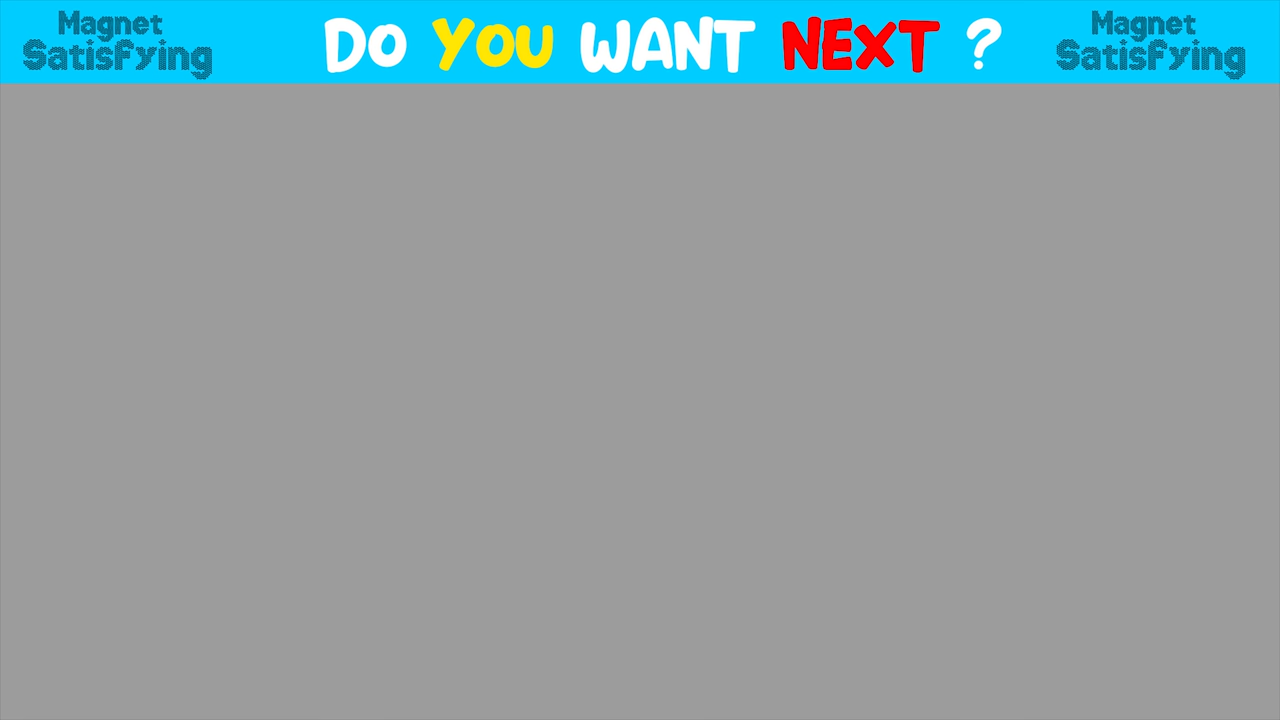 Magnet
Satisfying
DO YOU WANT NEXT ?
Magnet
Satisfying